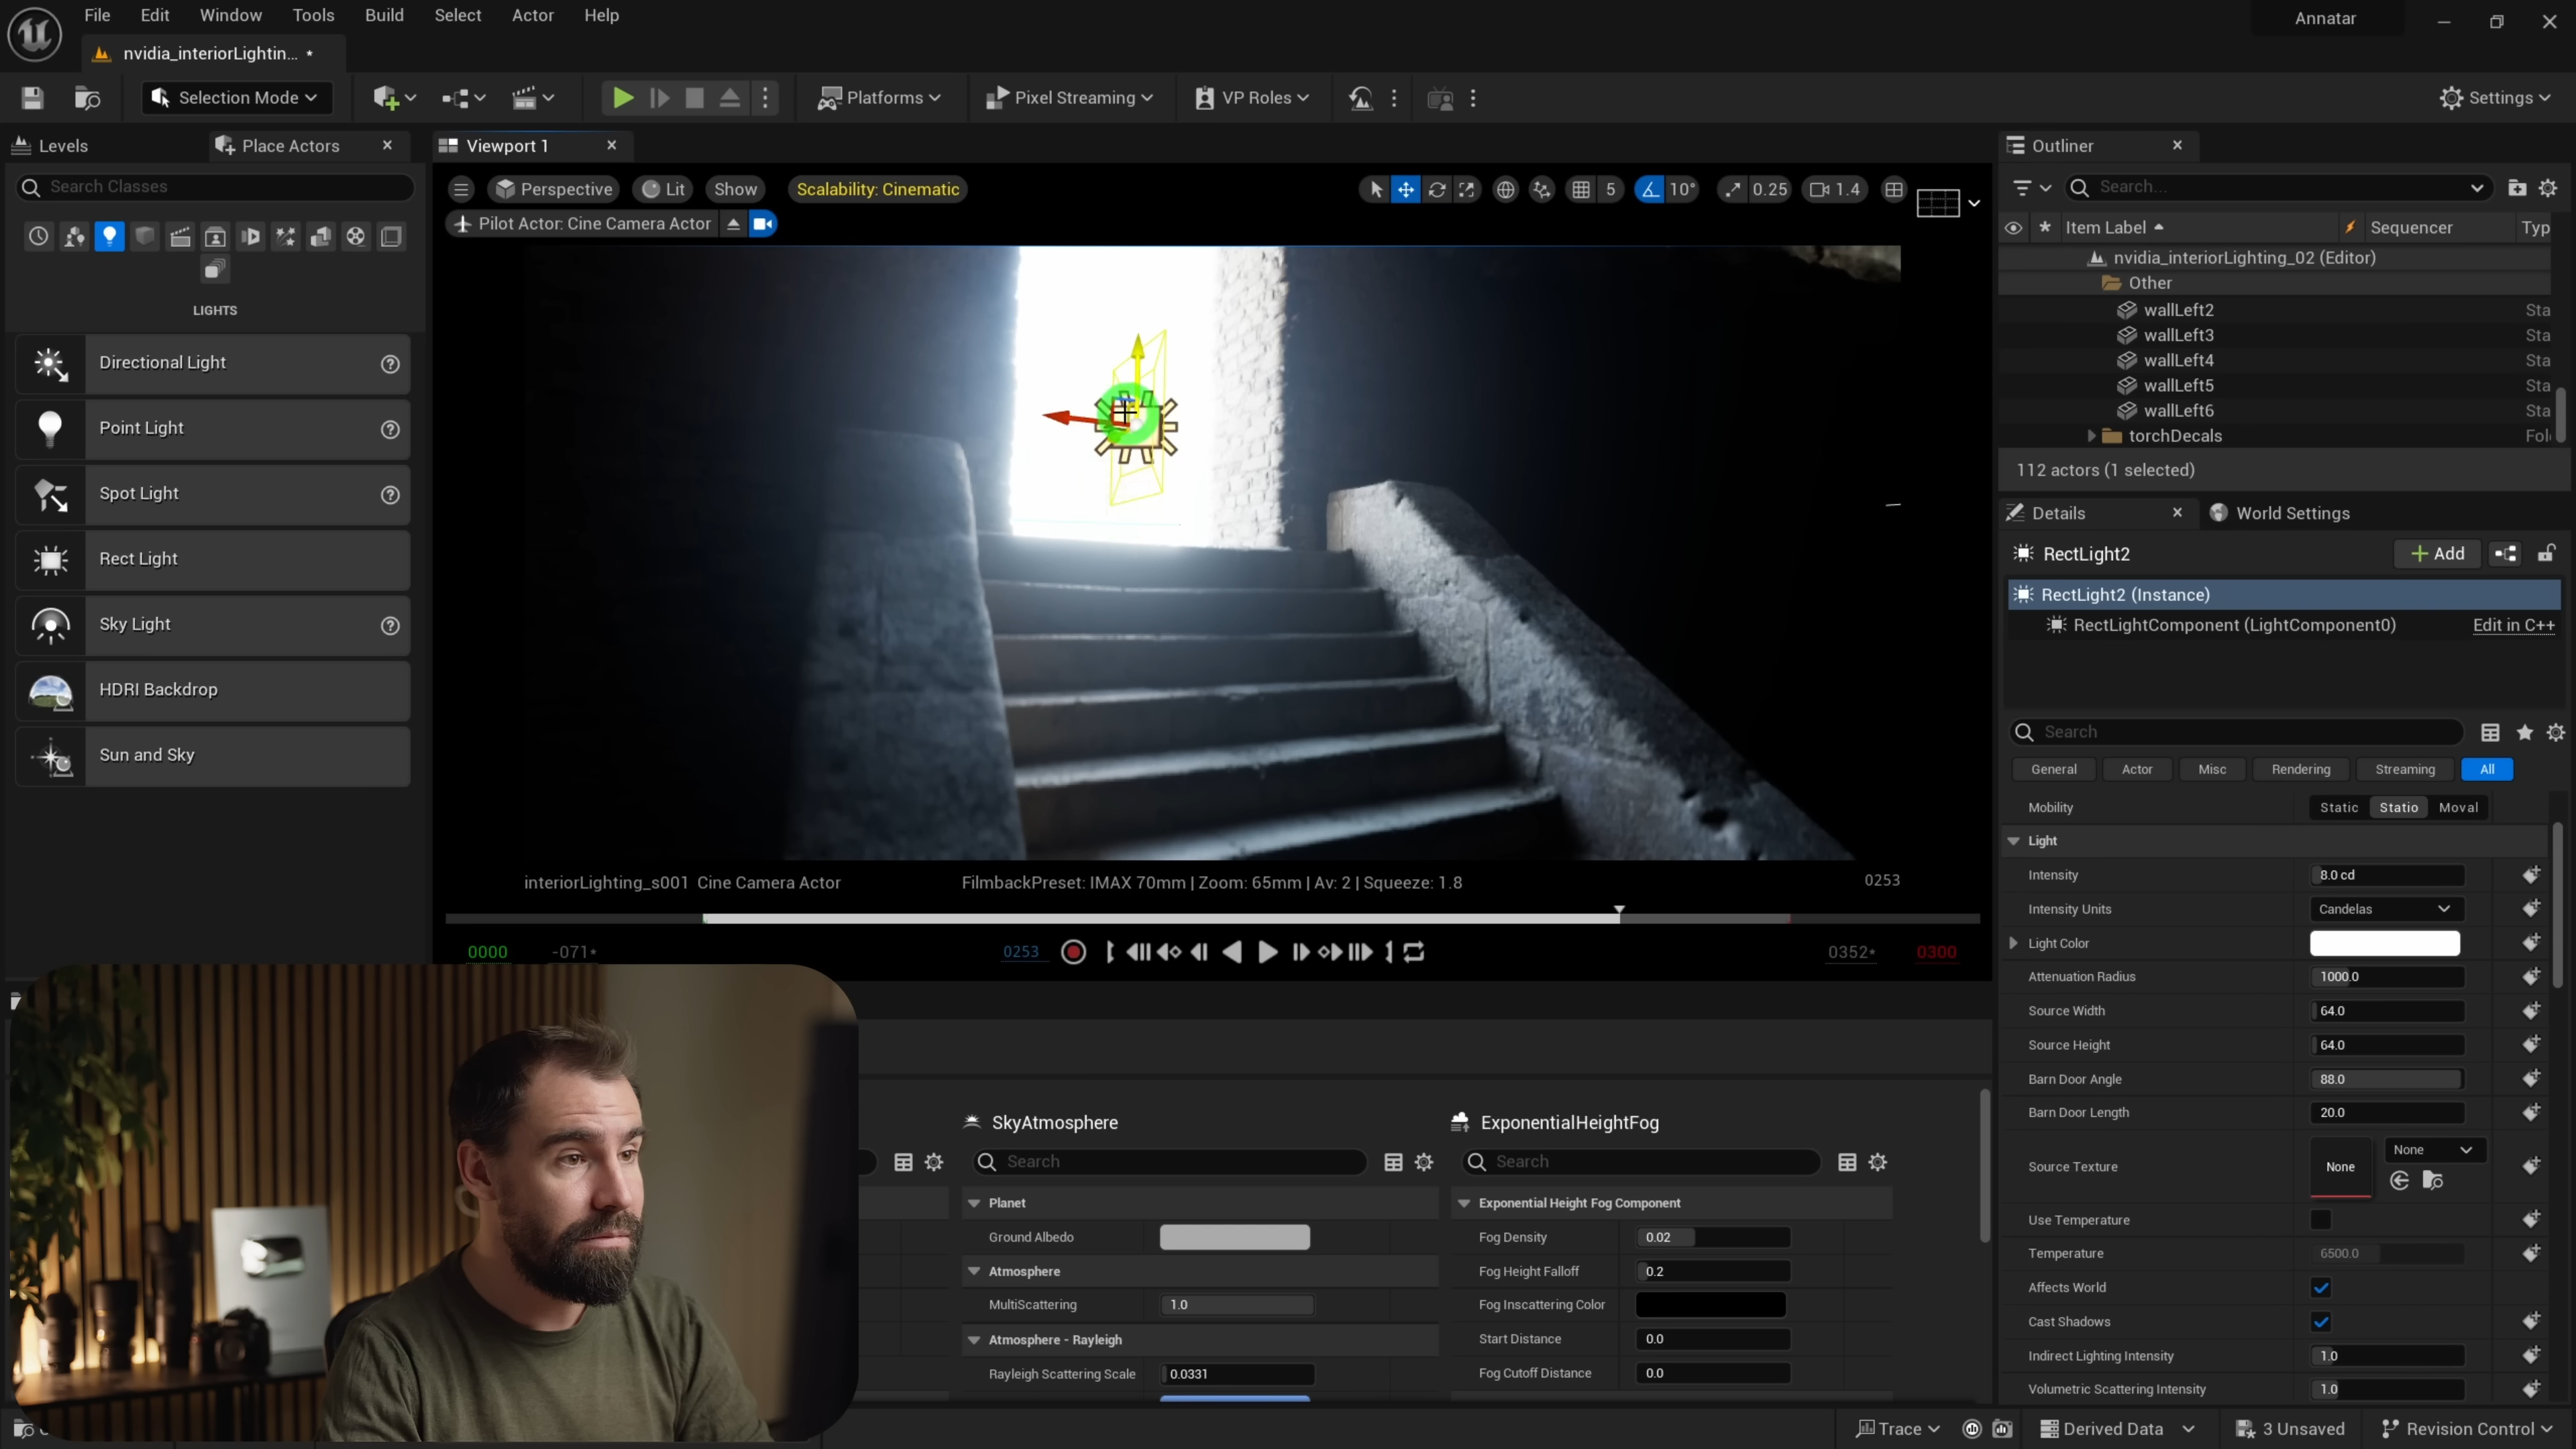 File Edit Window Tools Build Select Actor Help
Annatar
nvidia_interiorLightin... *
Selection Mode
Platforms
Pixel Streaming
VP Roles
Settings
Levels
Place Actors
Search Classes
LIGHTS
Directional Light
Point Light
Spot Light
Rect Light
Sky Light
HDRI Backdrop
Sun and Sky
Viewport 1
Perspective Lit Show Scalability: Cinematic
5 10° 0.25 1.4
Pilot Actor: Cine Camera Actor
interiorLighting_s001 Cine Camera Actor
FilmbackPreset: IMAX 70mm | Zoom: 65mm | Av: 2 | Squeeze: 1.8
0253
0000 -071* 0253 0352* 0300
SkyAtmosphere
Search
Planet
Ground Albedo
Atmosphere
MultiScattering 1.0
Atmosphere - Rayleigh
Rayleigh Scattering Scale 0.0331
ExponentialHeightFog
Search
Exponential Height Fog Component
Fog Density 0.02
Fog Height Falloff 0.2
Fog Inscattering Color
Start Distance 0.0
Fog Cutoff Distance 0.0
Outliner
Search...
Item Label Sequencer Typ
nvidia_interiorLighting_02 (Editor)
Other
wallLeft2 Sta
wallLeft3 Sta
wallLeft4 Sta
wallLeft5 Sta
wallLeft6 Sta
torchDecals Fol
112 actors (1 selected)
Details
World Settings
RectLight2
Add
RectLight2 (Instance)
RectLightComponent (LightComponent0) Edit in C++
Search
General Actor Misc Rendering Streaming All
Mobility Static Statio Moval
Light
Intensity 8.0 cd
Intensity Units Candelas
Light Color
Attenuation Radius 1000.0
Source Width 64.0
Source Height 64.0
Barn Door Angle 88.0
Barn Door Length 20.0
Source Texture None None
Use Temperature
Temperature 6500.0
Affects World
Cast Shadows
Indirect Lighting Intensity 1.0
Volumetric Scattering Intensity 1.0
Trace
Derived Data
3 Unsaved
Revision Control